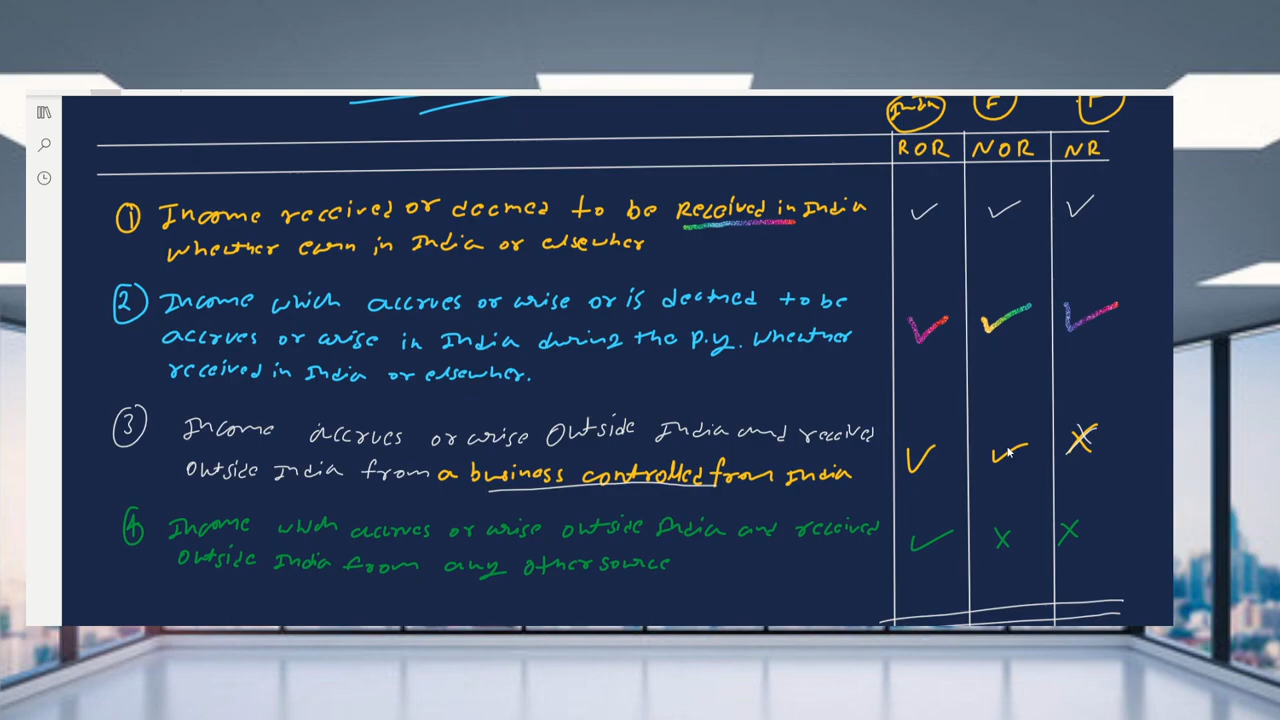 India F F
ROR NOR NR
① Income received or deemed to be Received in India
whether earn in India or elsewher
② Income which accrues or arise or is deemed to be
accrues or arise in India during the P.Y. Whether
received in India or elsewher.
③ Income accrues or arise Outside India and received
Outside India from a business controlled from India
④ Income which accrues or arise outside India and received
Outside India from any other source